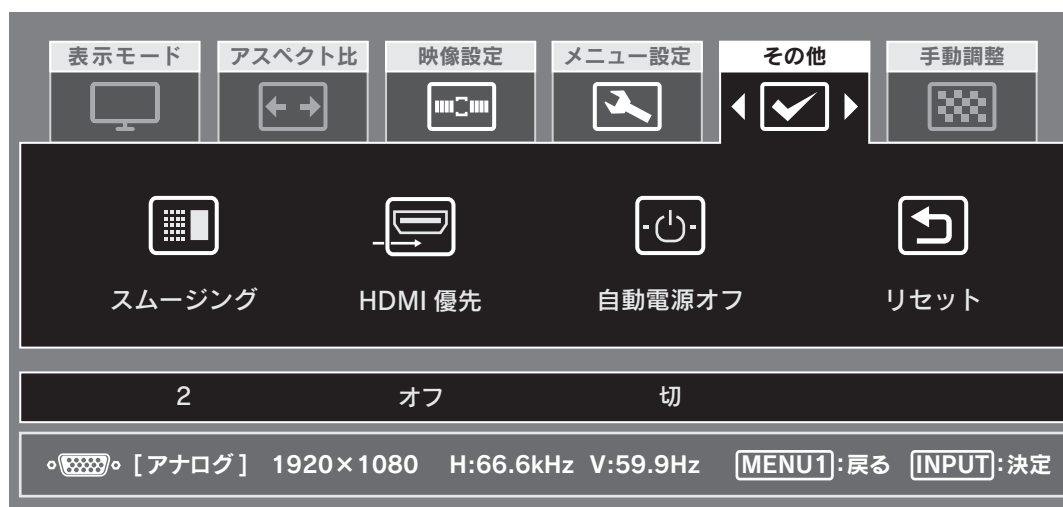 表示モード アスペクト比 映像設定 メニュー設定 その他 手動調整
スムージング HDMI 優先 自動電源オフ リセット
2 オフ 切
[アナログ] 1920×1080 H:66.6kHz V:59.9Hz MENU1:戻る INPUT:決定